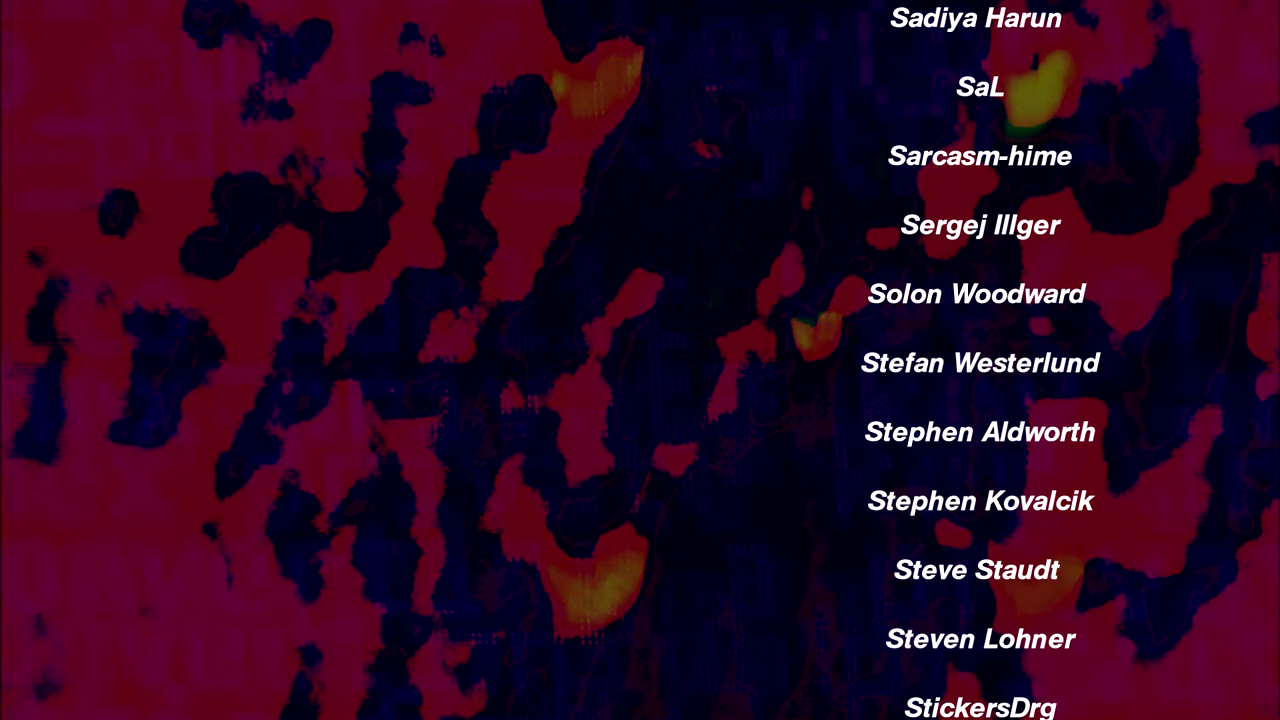 Sadiya Harun
SaL
Sarcasm-hime
Sergej Illger
Solon Woodward
Stefan Westerlund
Stephen Aldworth
Stephen Kovalcik
Steve Staudt
Steven Lohner
StickersDrg